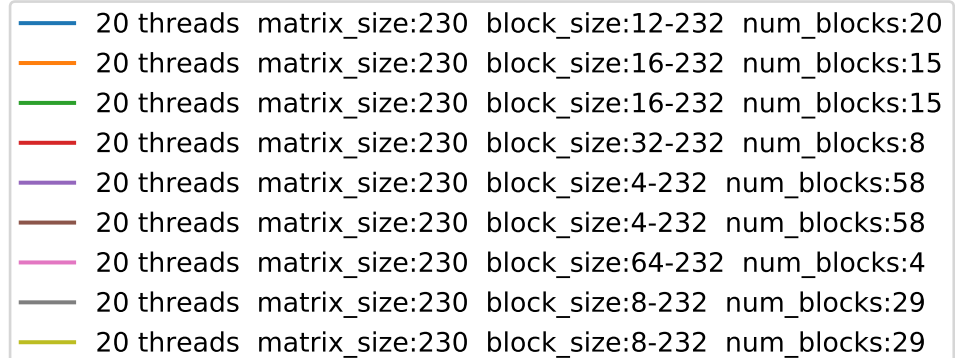 20 threads  matrix_size:230  block_size:12-232  num_blocks:20
20 threads  matrix_size:230  block_size:16-232  num_blocks:15
20 threads  matrix_size:230  block_size:16-232  num_blocks:15
20 threads  matrix_size:230  block_size:32-232  num_blocks:8
20 threads  matrix_size:230  block_size:4-232  num_blocks:58
20 threads  matrix_size:230  block_size:4-232  num_blocks:58
20 threads  matrix_size:230  block_size:64-232  num_blocks:4
20 threads  matrix_size:230  block_size:8-232  num_blocks:29
20 threads  matrix_size:230  block_size:8-232  num_blocks:29